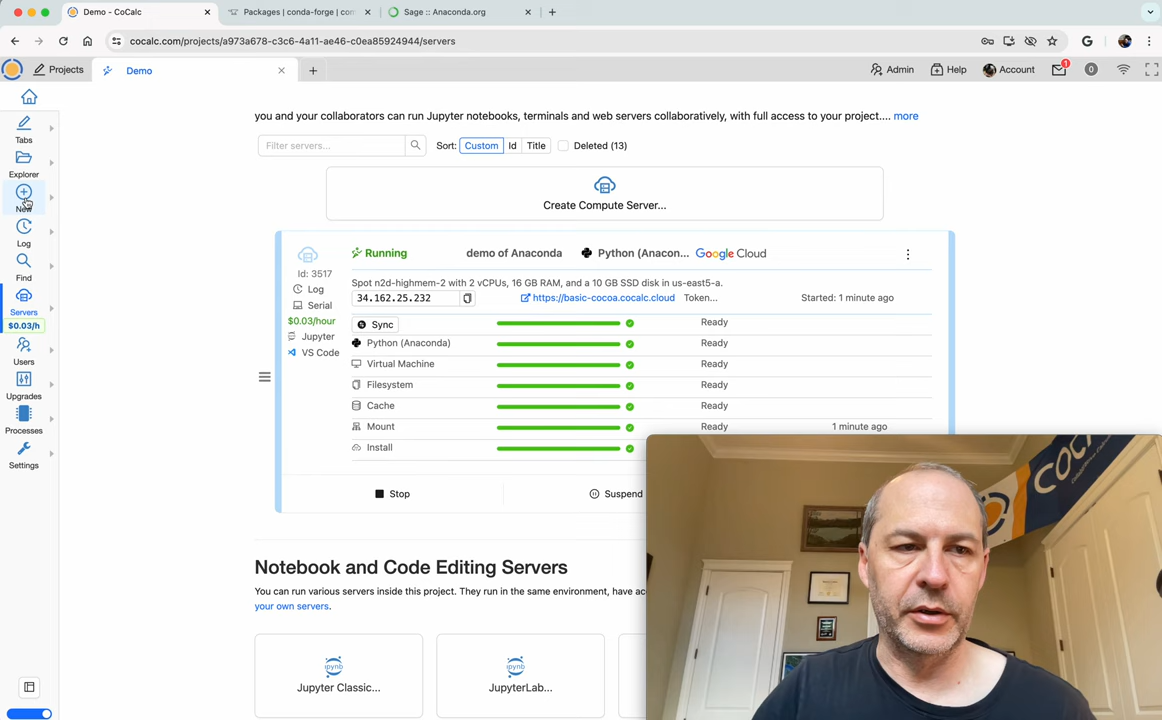 Demo - CoCalc
Packages | conda-forge | con
Sage :: Anaconda.org
cocalc.com/projects/a973a678-c3c6-4a11-ae46-c0ea85924944/servers
Projects
Demo
Admin
Help
Account
1
0
Tabs
Explorer
New
Log
Find
Servers
$0.03/h
Users
Upgrades
Processes
Settings
you and your collaborators can run Jupyter notebooks, terminals and web servers collaboratively, with full access to your project.... more
Filter servers...
Sort: Custom Id Title Deleted (13)
Create Compute Server...
Running demo of Anaconda Python (Anacon... Google Cloud
Id: 3517
Log
Serial
$0.03/hour
Jupyter
VS Code
Spot n2d-highmem-2 with 2 vCPUs, 16 GB RAM, and a 10 GB SSD disk in us-east5-a.
34.162.25.232 https://basic-cocoa.cocalc.cloud Token... Started: 1 minute ago
Sync Ready
Python (Anaconda) Ready
Virtual Machine Ready
Filesystem Ready
Cache Ready
Mount Ready 1 minute ago
Install
Stop Suspend
Notebook and Code Editing Servers
You can run various servers inside this project. They run in the same environment, have ac
your own servers.
ipynb
Jupyter Classic...
ipynb
JupyterLab...